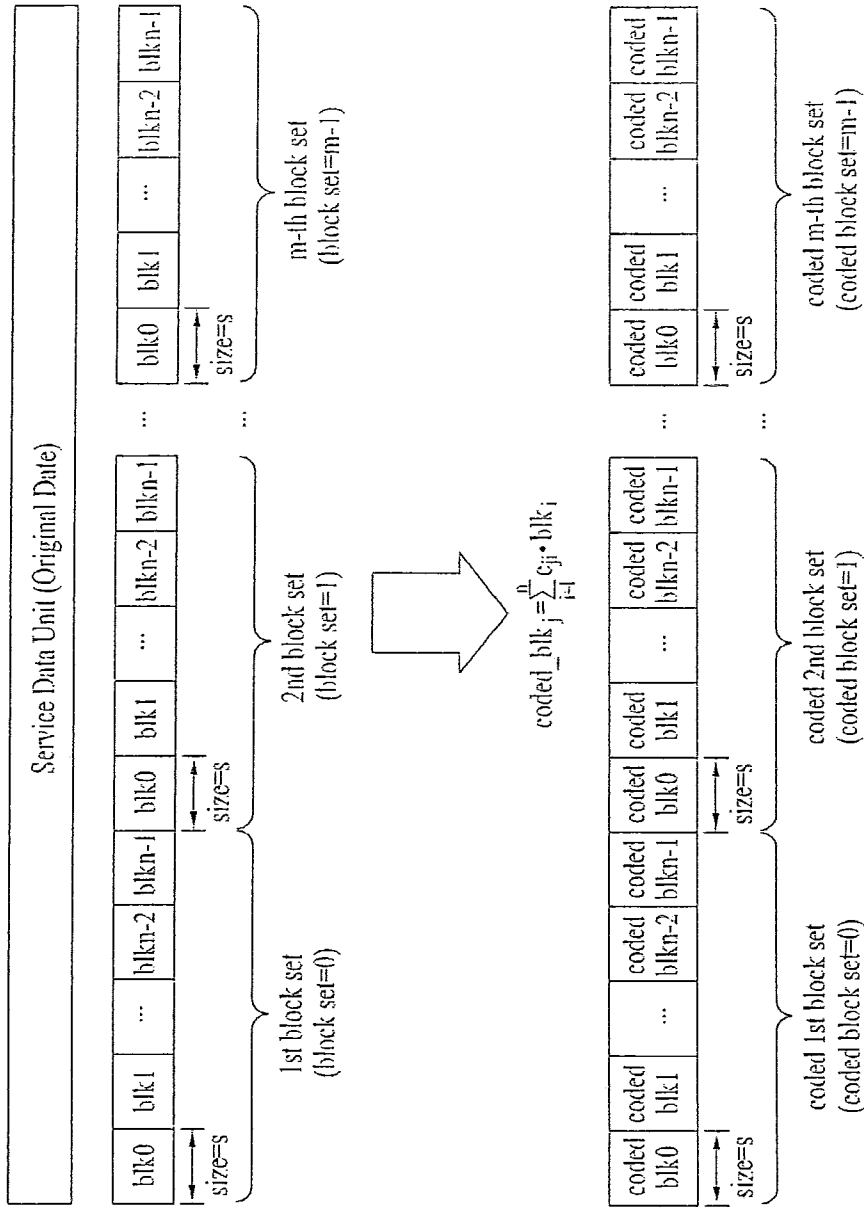 Service Data Unit (Original Date)
blk0 blk1 ... blkn-2 blkn-1 blk0 blk1 ... blkn-2 blkn-1 ... blk0 blk1 ... blkn-2 blkn-1
size=s size=s size=s
...
1st block set 2nd block set m-th block set
(block set=0) (block set=1) (block set=m-1)
coded_blk j = n∑i=1 cji • blk i
coded coded coded coded coded coded coded coded coded coded coded coded
blk0 blk1 ... blkn-2 blkn-1 blk0 blk1 ... blkn-2 blkn-1 ... blk0 blk1 ... blkn-2 blkn-1
size=s size=s size=s
...
coded 1st block set coded 2nd block set coded m-th block set
(coded block set=0) (coded block set=1) (coded block set=m-1)